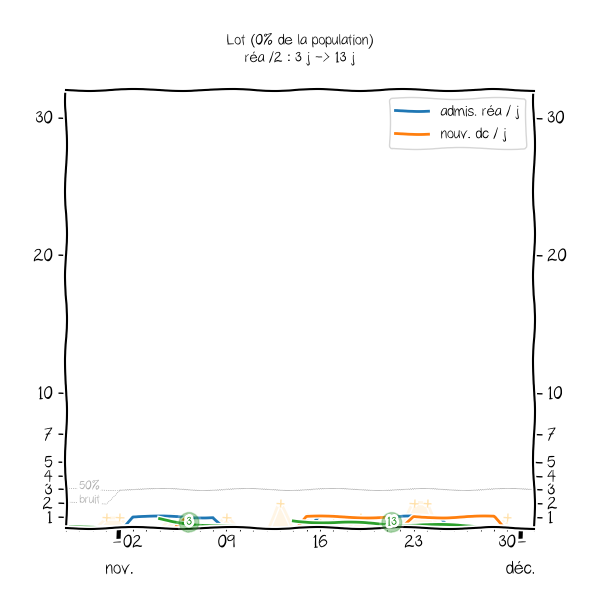 Lot (0% de la population)
réa /2 : 3 j -> 13 j
admis. réa / j
nouv. dc / j
30 30
20 20
10 10
7 7
5 5
4 4
3 3
2 2
1 1
50%
bruit
3 13
02 09 16 23 30
nov. déc.